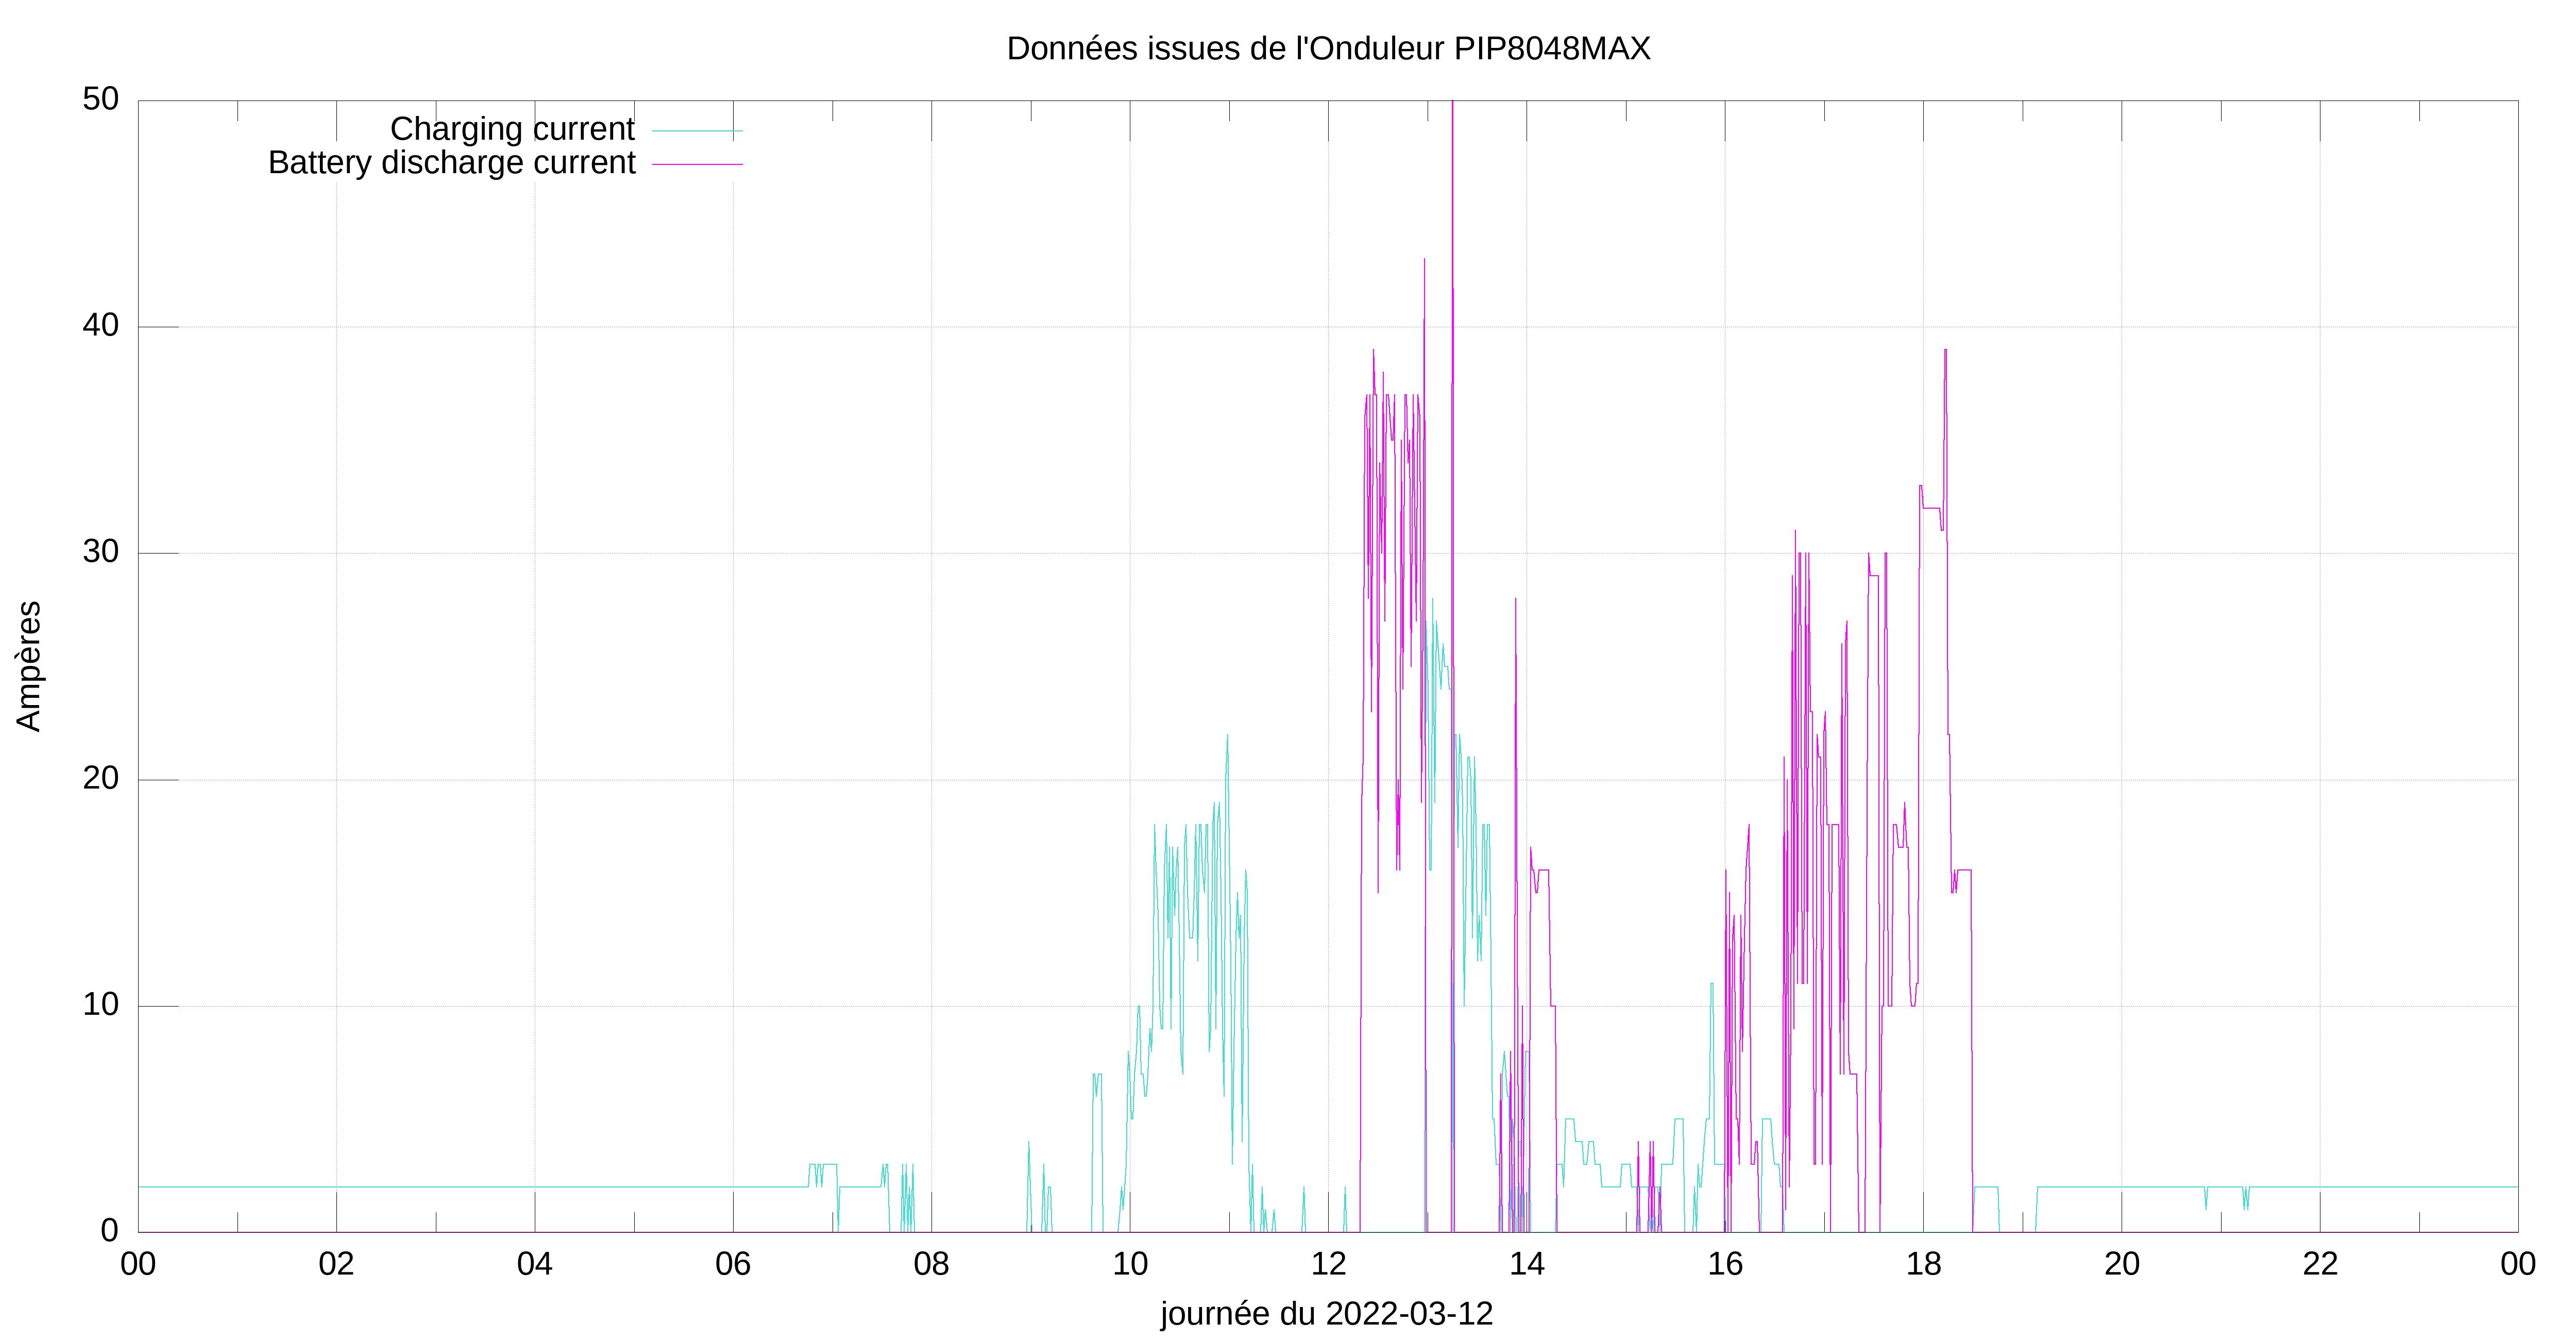 Données issues de l'Onduleur PIP8048MAX
50
Charging current
Battery discharge current
40
30
Ampères
20
10
0
00 02 04 06 08 10 12 14 16 18 20 22 00
journée du 2022-03-12